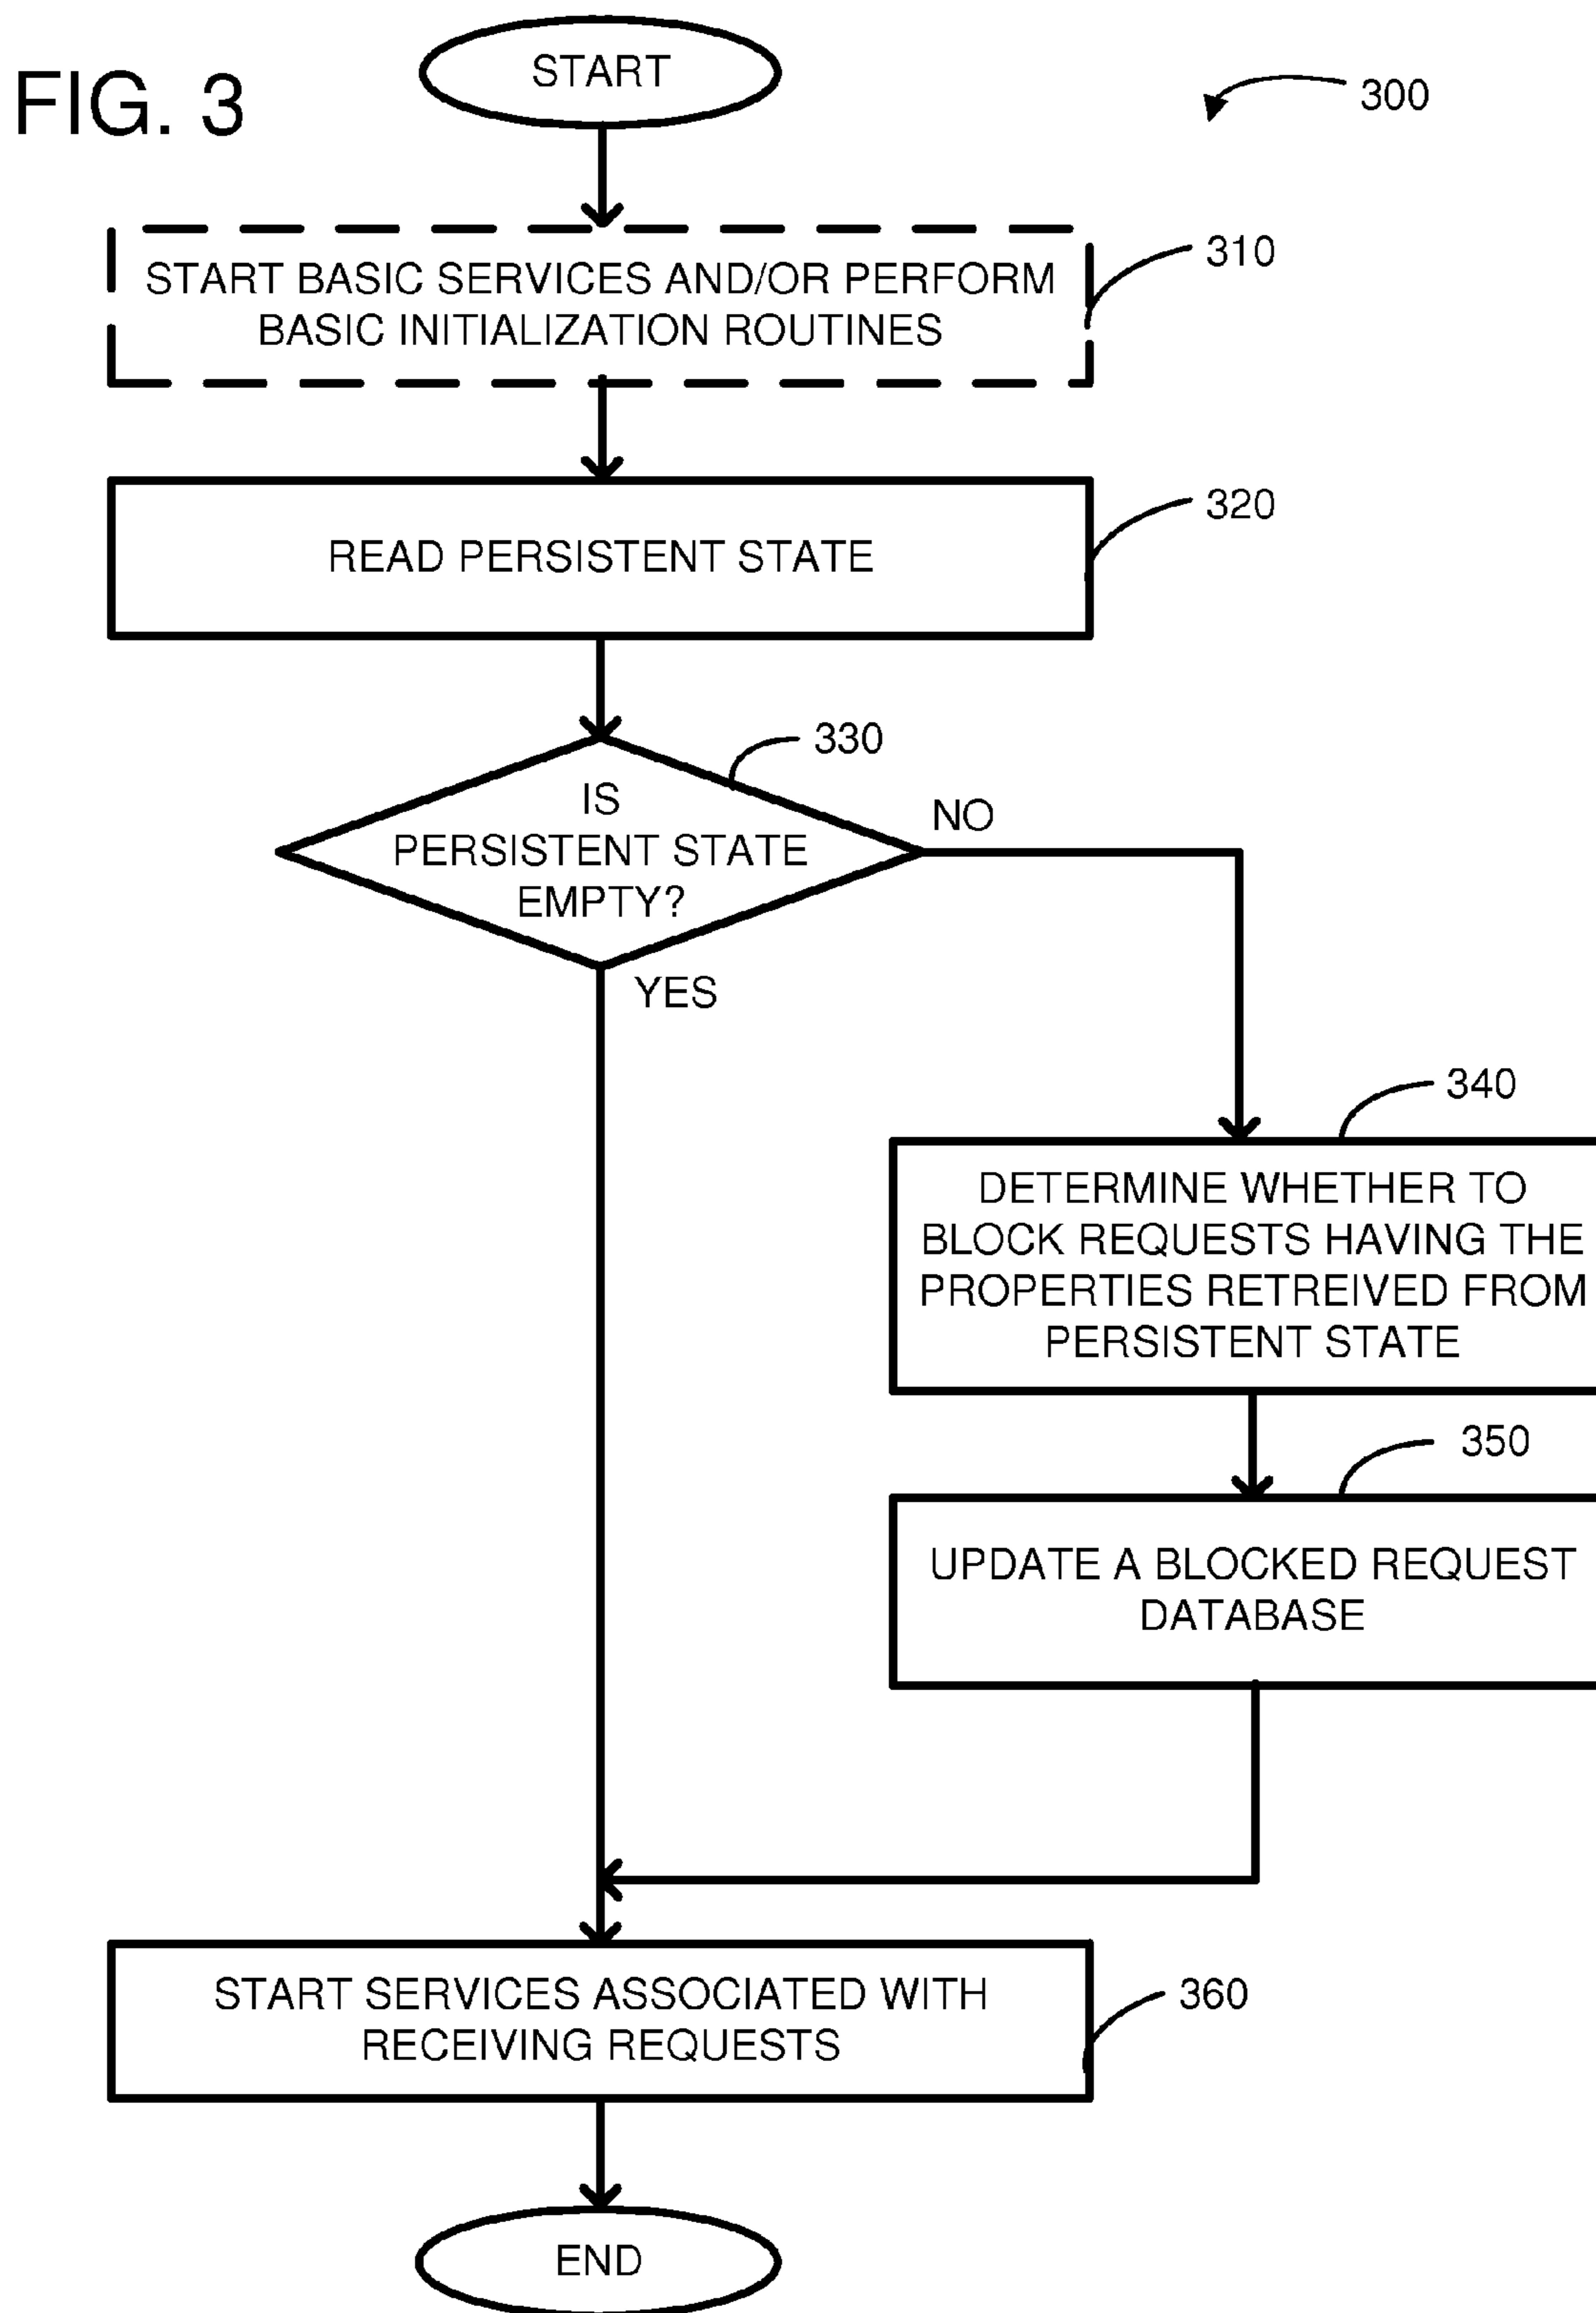 FIG. 3
START
300
START BASIC SERVICES AND/OR PERFORM
BASIC INITIALIZATION ROUTINES
310
READ PERSISTENT STATE
320
330
IS
PERSISTENT STATE
EMPTY?
NO
YES
340
DETERMINE WHETHER TO
BLOCK REQUESTS HAVING THE
PROPERTIES RETREIVED FROM
PERSISTENT STATE
350
UPDATE A BLOCKED REQUEST
DATABASE
START SERVICES ASSOCIATED WITH
RECEIVING REQUESTS
360
END